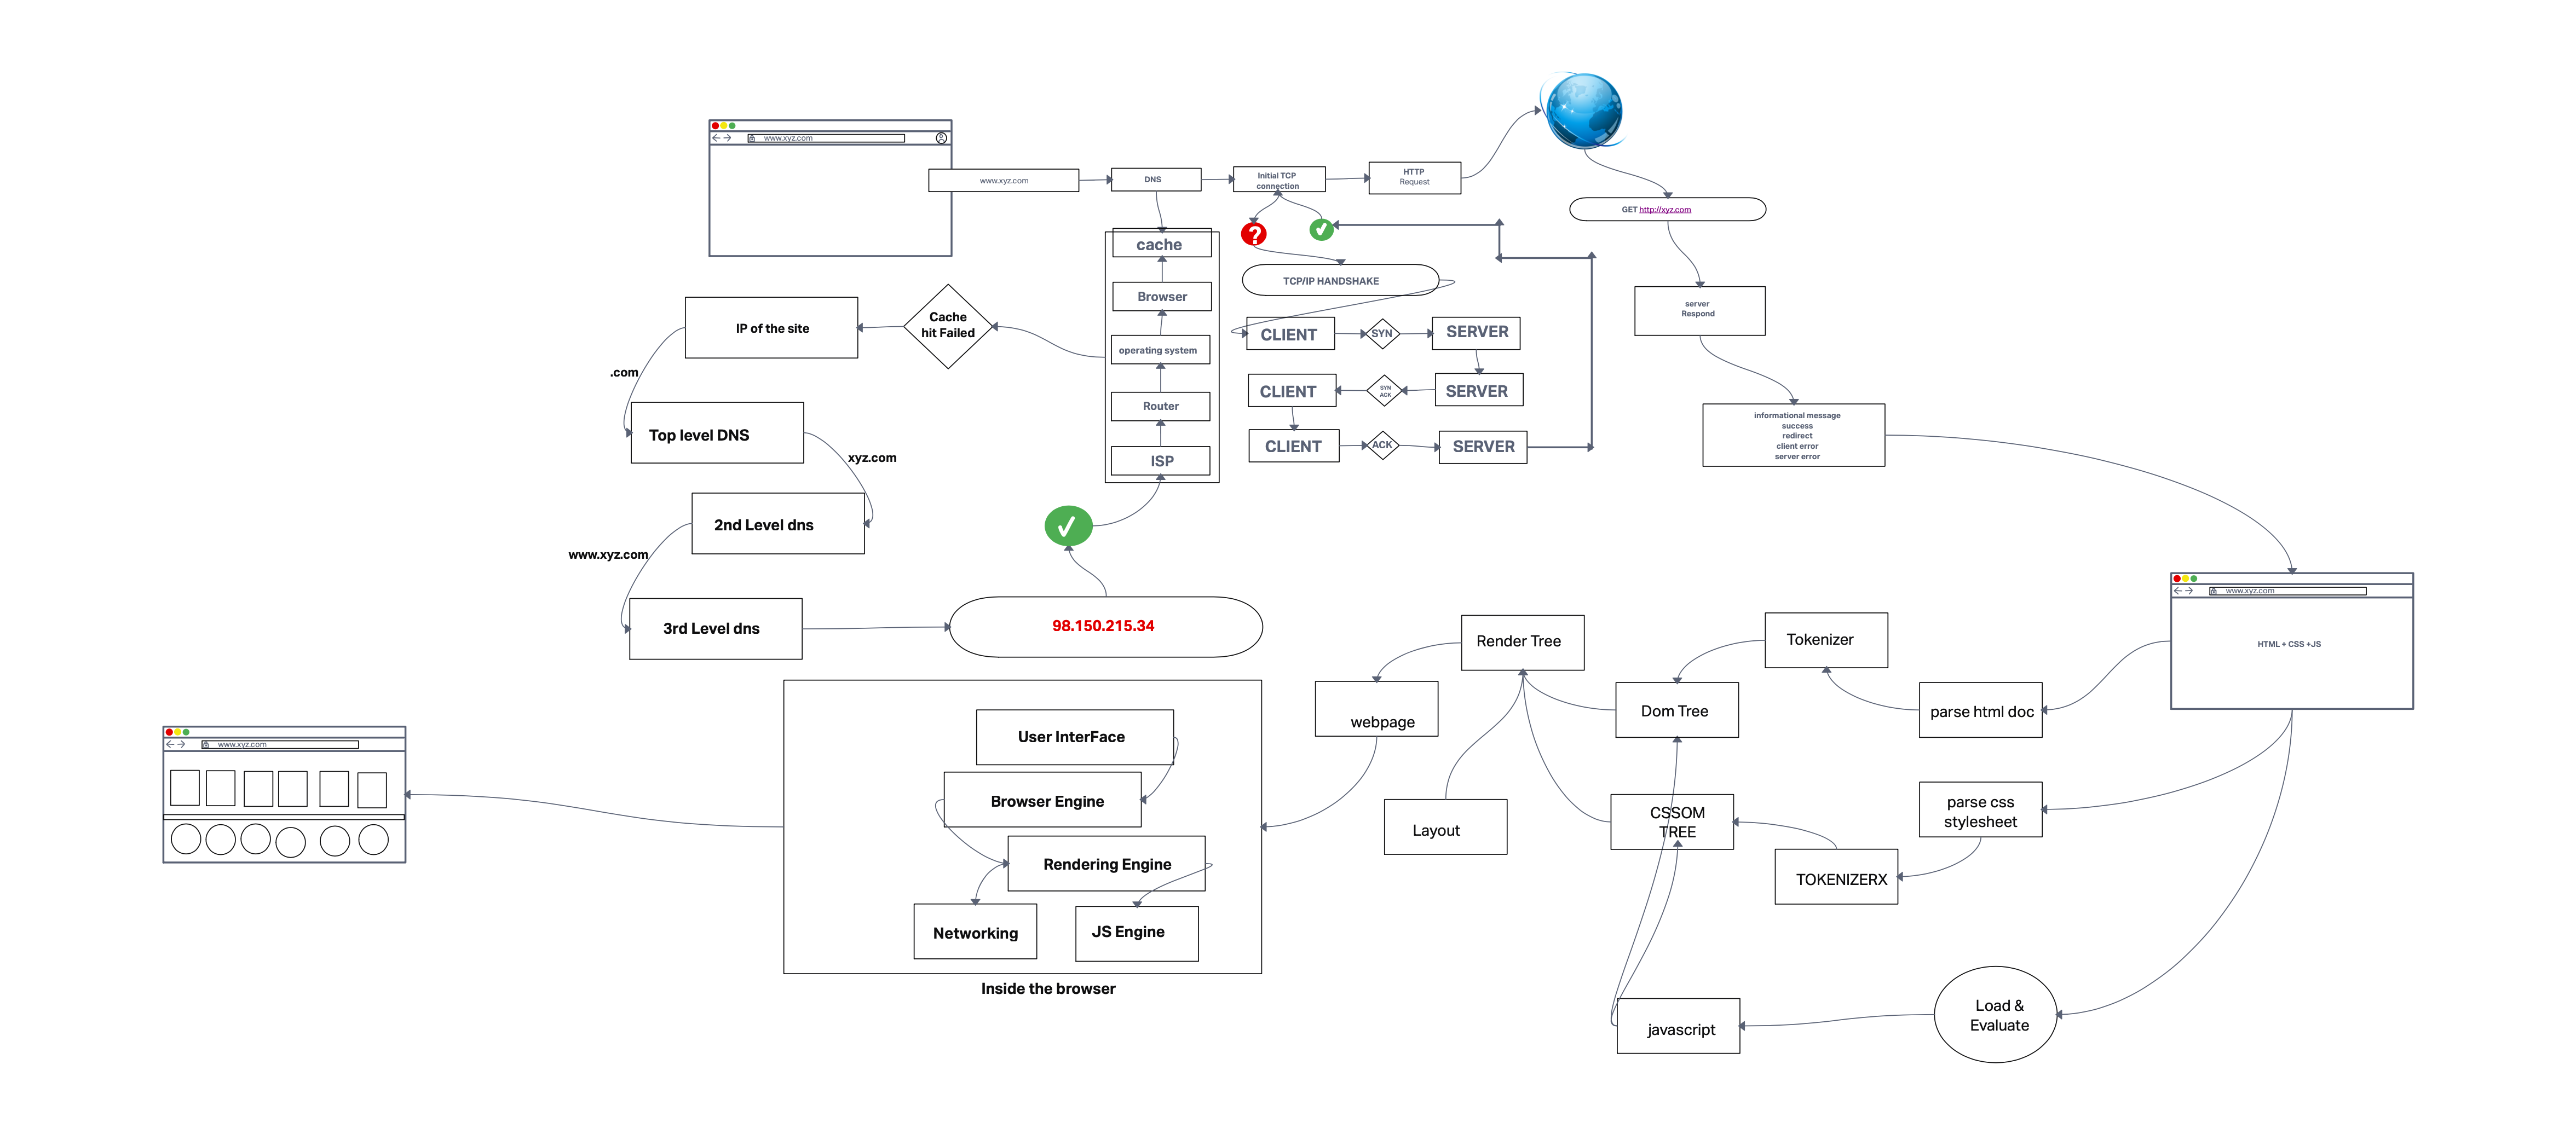 www.xyz.com
www.xyz.com
DNS
Initial TCP
connection
HTTP
Request
GET http://xyz.com
cache
Browser
operating system
Router
ISP
?
TCP/IP HANDSHAKE
CLIENT
SYN
SERVER
CLIENT
SYN
ACK
SERVER
CLIENT
ACK
SERVER
server
Respond
informational message
success
redirect
client error
server error
Cache
hit Failed
IP of the site
.com
Top level DNS
xyz.com
2nd Level dns
www.xyz.com
3rd Level dns
98.150.215.34
www.xyz.com
HTML + CSS +JS
parse html doc
Tokenizer
Dom Tree
Render Tree
webpage
Layout
CSSOM
TREE
parse css
stylesheet
TOKENIZERX
Load &
Evaluate
javascript
User InterFace
Browser Engine
Rendering Engine
Networking
JS Engine
Inside the browser
www.xyz.com